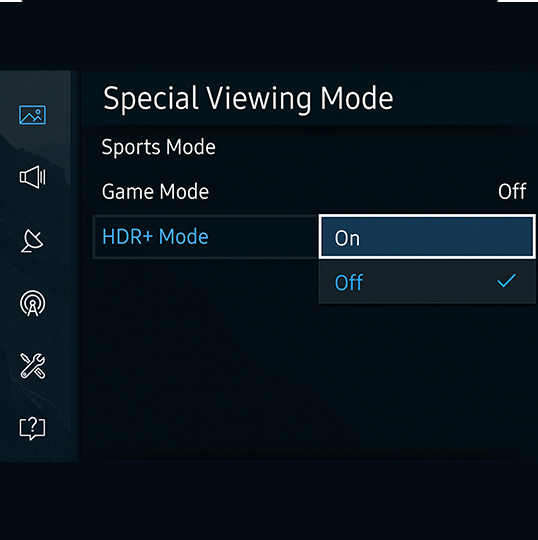 Special Viewing Mode
Sports Mode
Game Mode Off
HDR+ Mode On
Off